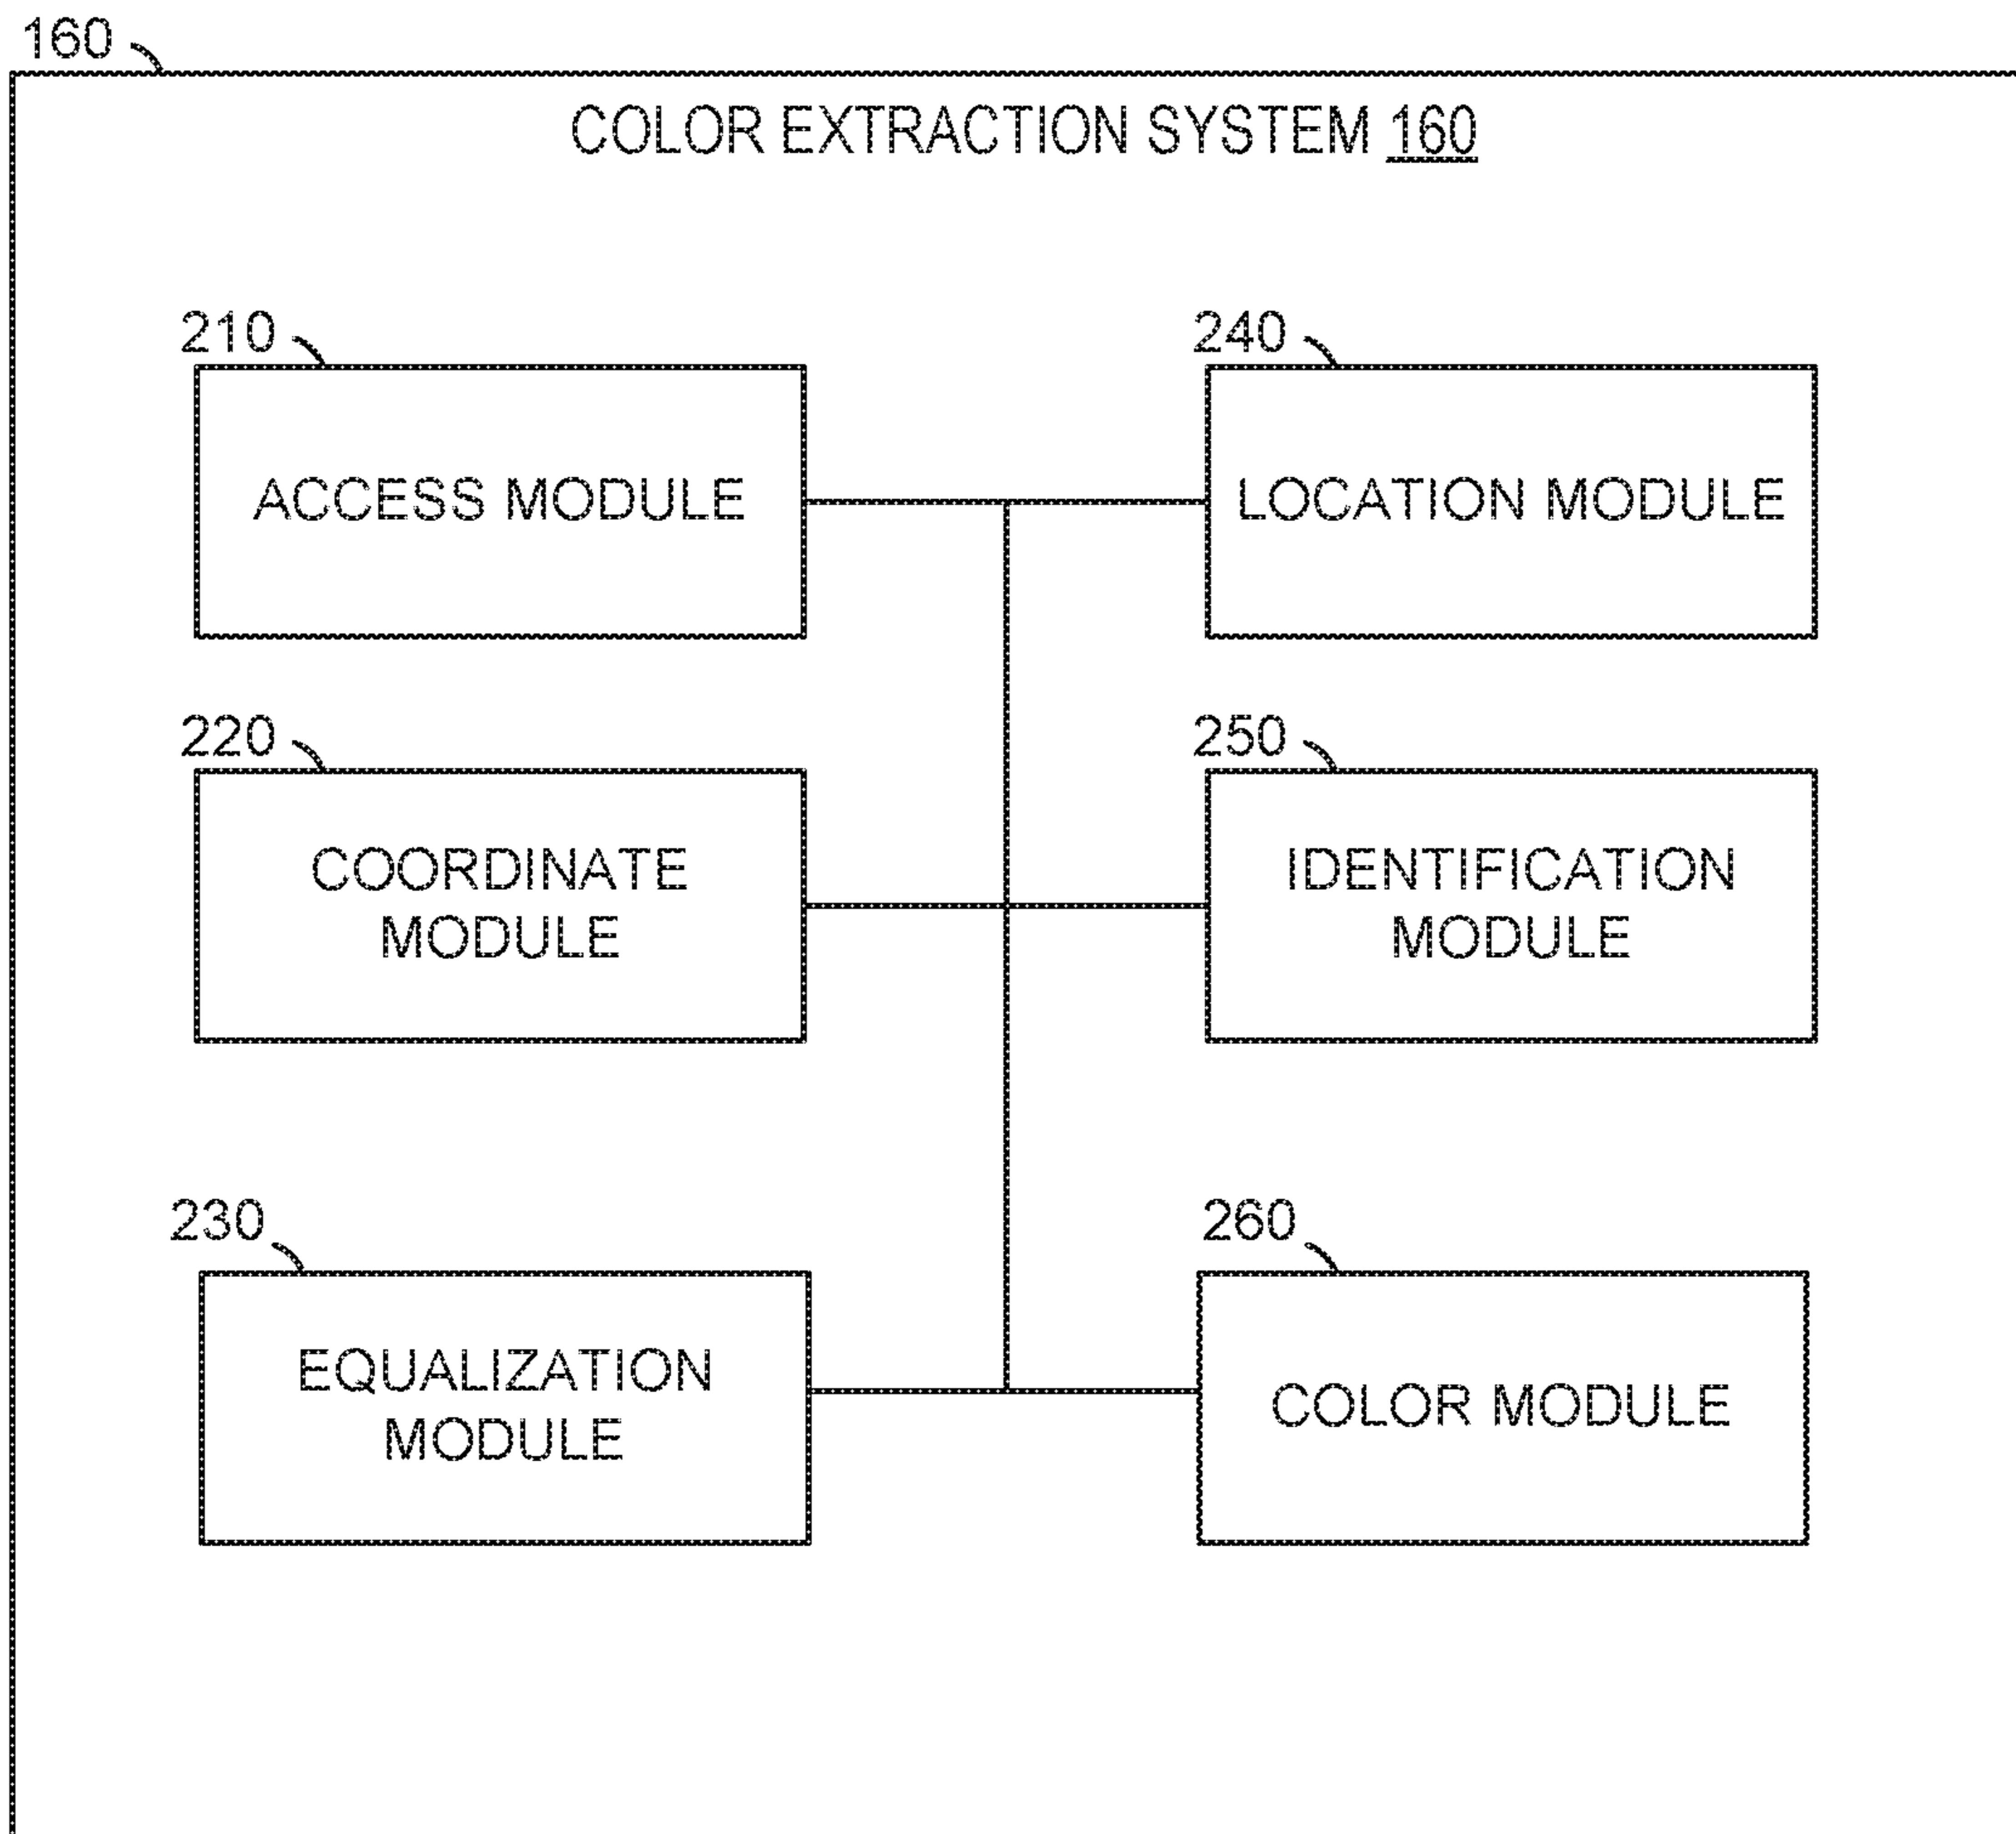 160
COLOR EXTRACTION SYSTEM 160
210
ACCESS MODULE
240
LOCATION MODULE
220
COORDINATE
MODULE
250
IDENTIFICATION
MODULE
230
EQUALIZATION
MODULE
260
COLOR MODULE